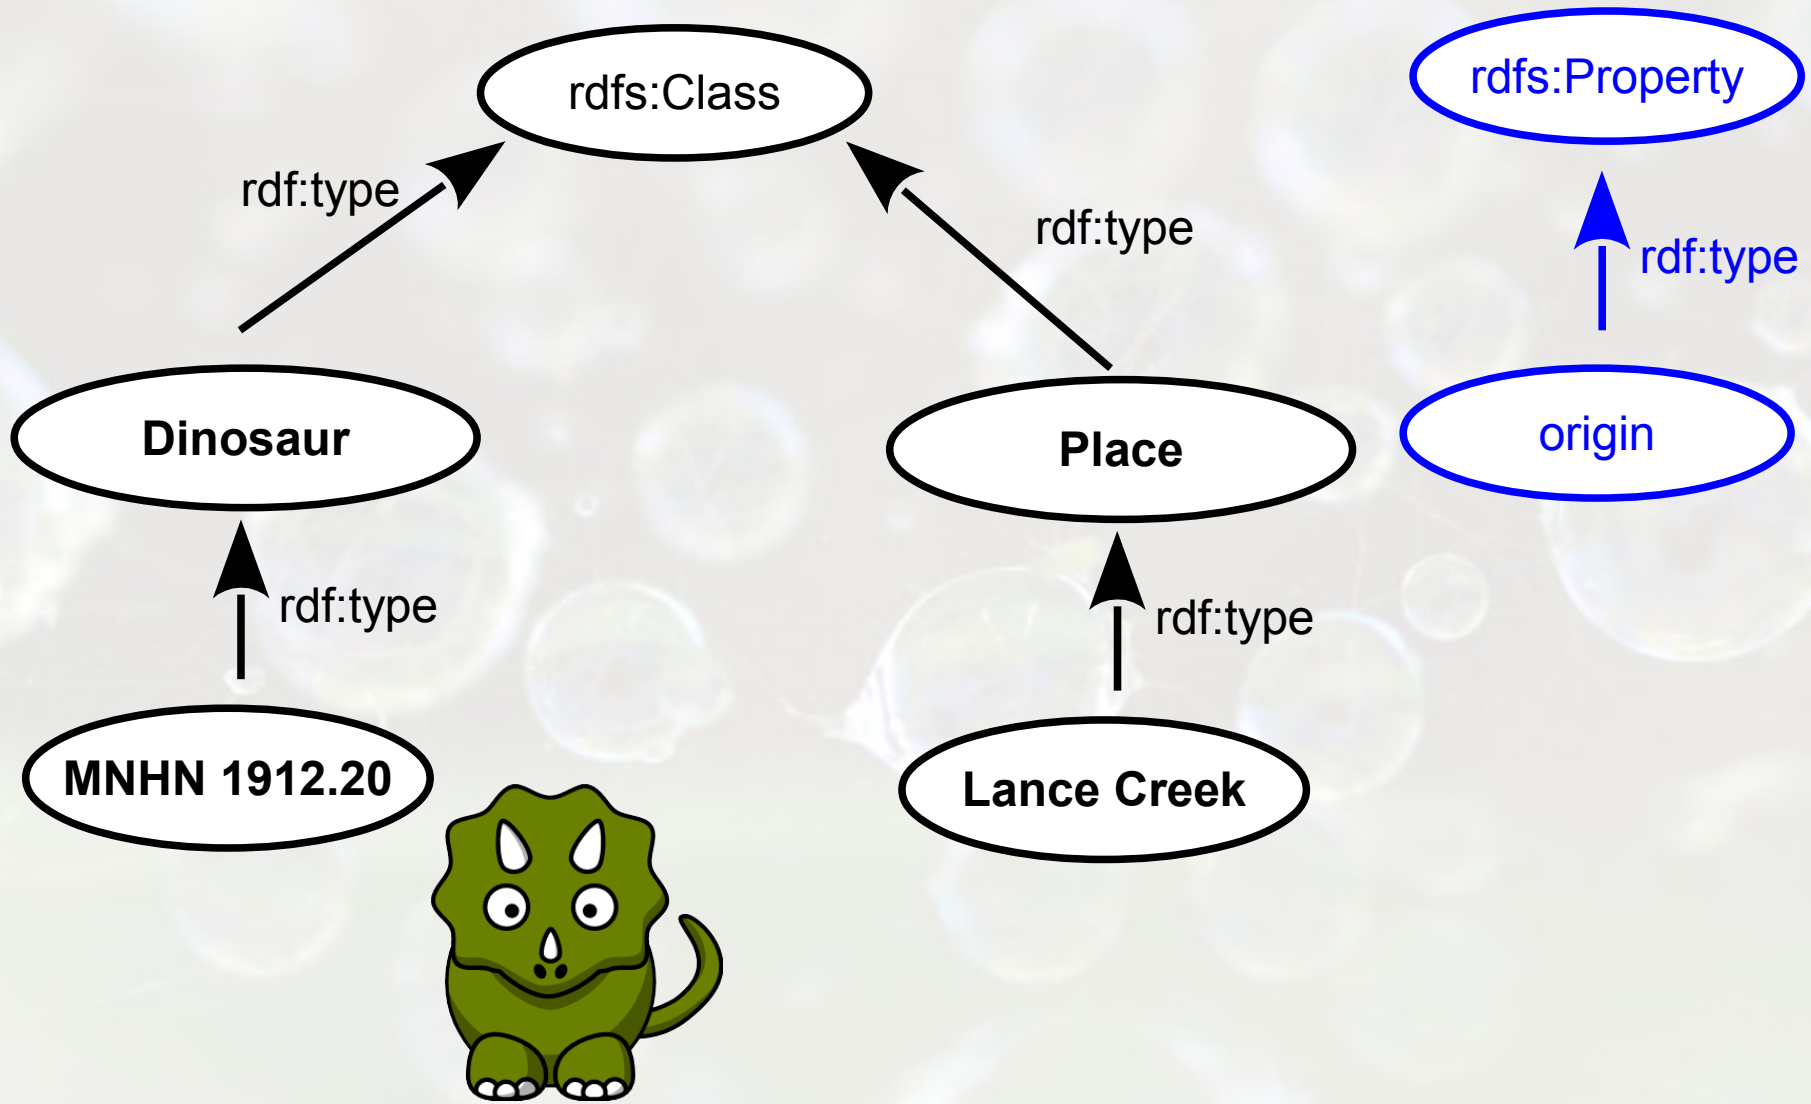 rdfs:Class
rdfs:Property
rdf:type
rdf:type
rdf:type
Dinosaur
Place
origin
rdf:type
rdf:type
MNHN 1912.20
Lance Creek